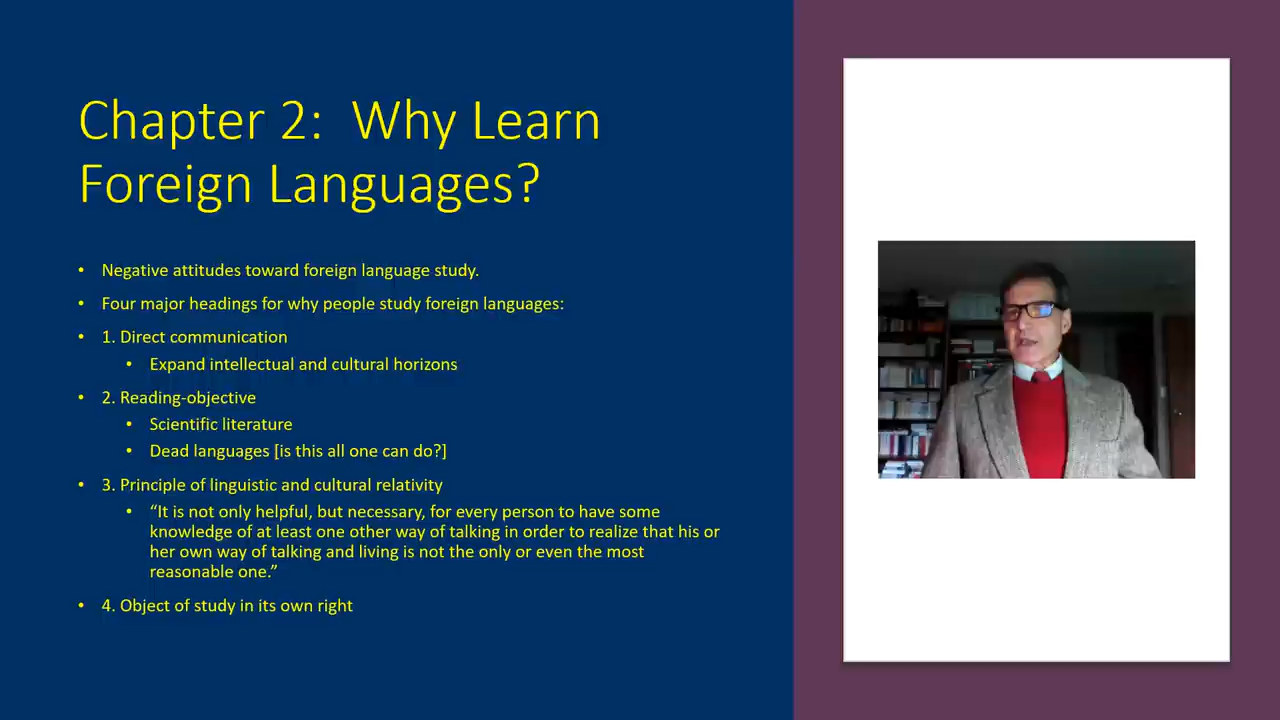 Chapter 2:  Why Learn
Foreign Languages?
• Negative attitudes toward foreign language study.
• Four major headings for why people study foreign languages:
• 1. Direct communication
• Expand intellectual and cultural horizons
• 2. Reading-objective
• Scientific literature
• Dead languages [is this all one can do?]
• 3. Principle of linguistic and cultural relativity
• “It is not only helpful, but necessary, for every person to have some
knowledge of at least one other way of talking in order to realize that his or
her own way of talking and living is not the only or even the most
reasonable one.”
• 4. Object of study in its own right